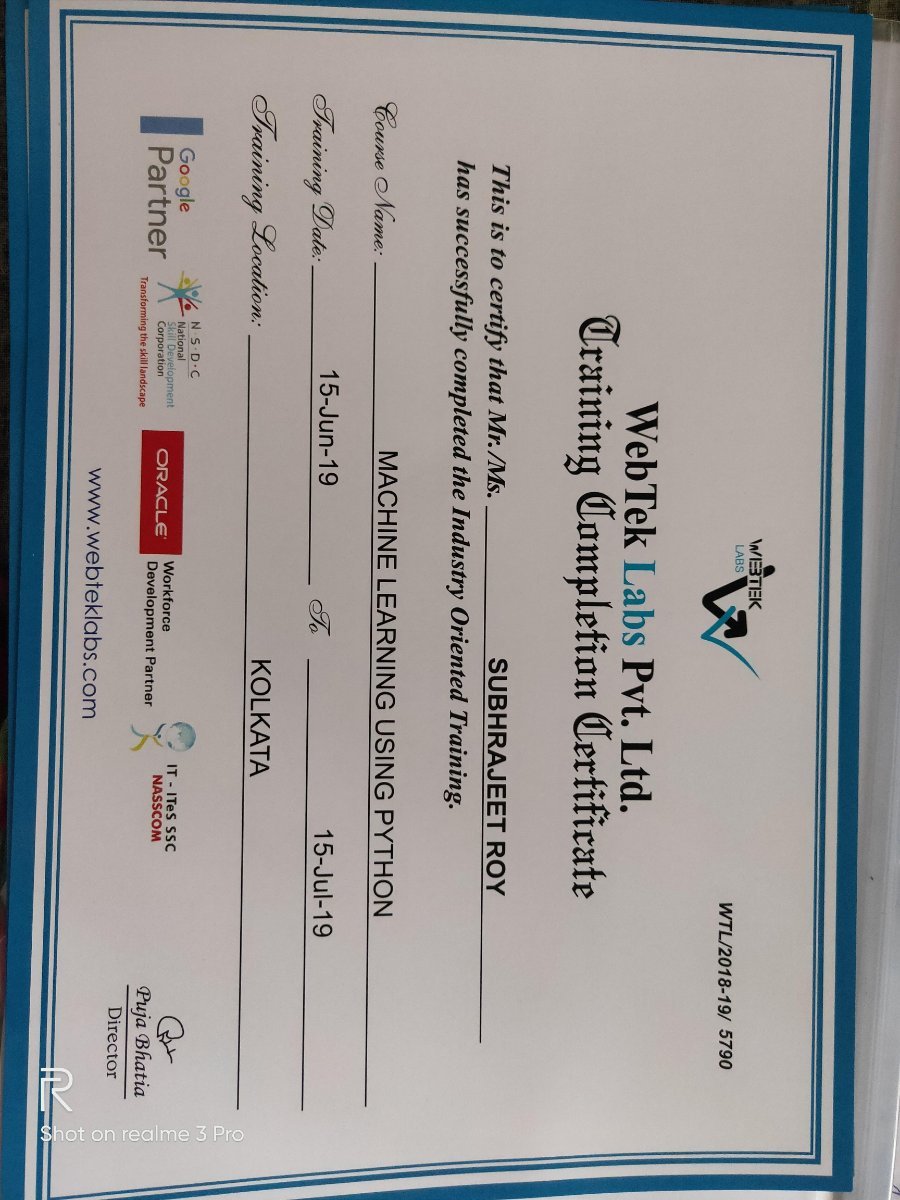 WEBTEK
LABS
WTL/2018-19/ 5790
WebTek Labs Pvt. Ltd.
Training Completion Certificate
This is to certify that Mr./Ms. SUBHRAJEET ROY
has successfully completed the Industry Oriented Training.
Course Name: MACHINE LEARNING USING PYTHON
Training Date: 15-Jun-19 To 15-Jul-19
Training Location: KOLKATA
Google
Partner
N·S·D·C
National
Skill Development
Corporation
Transforming the skill landscape
ORACLE
Workforce
Development Partner
IT - ITeS SSC
NASSCOM
Puja Bhatia
Director
www.webteklabs.com
R
Shot on realme 3 Pro